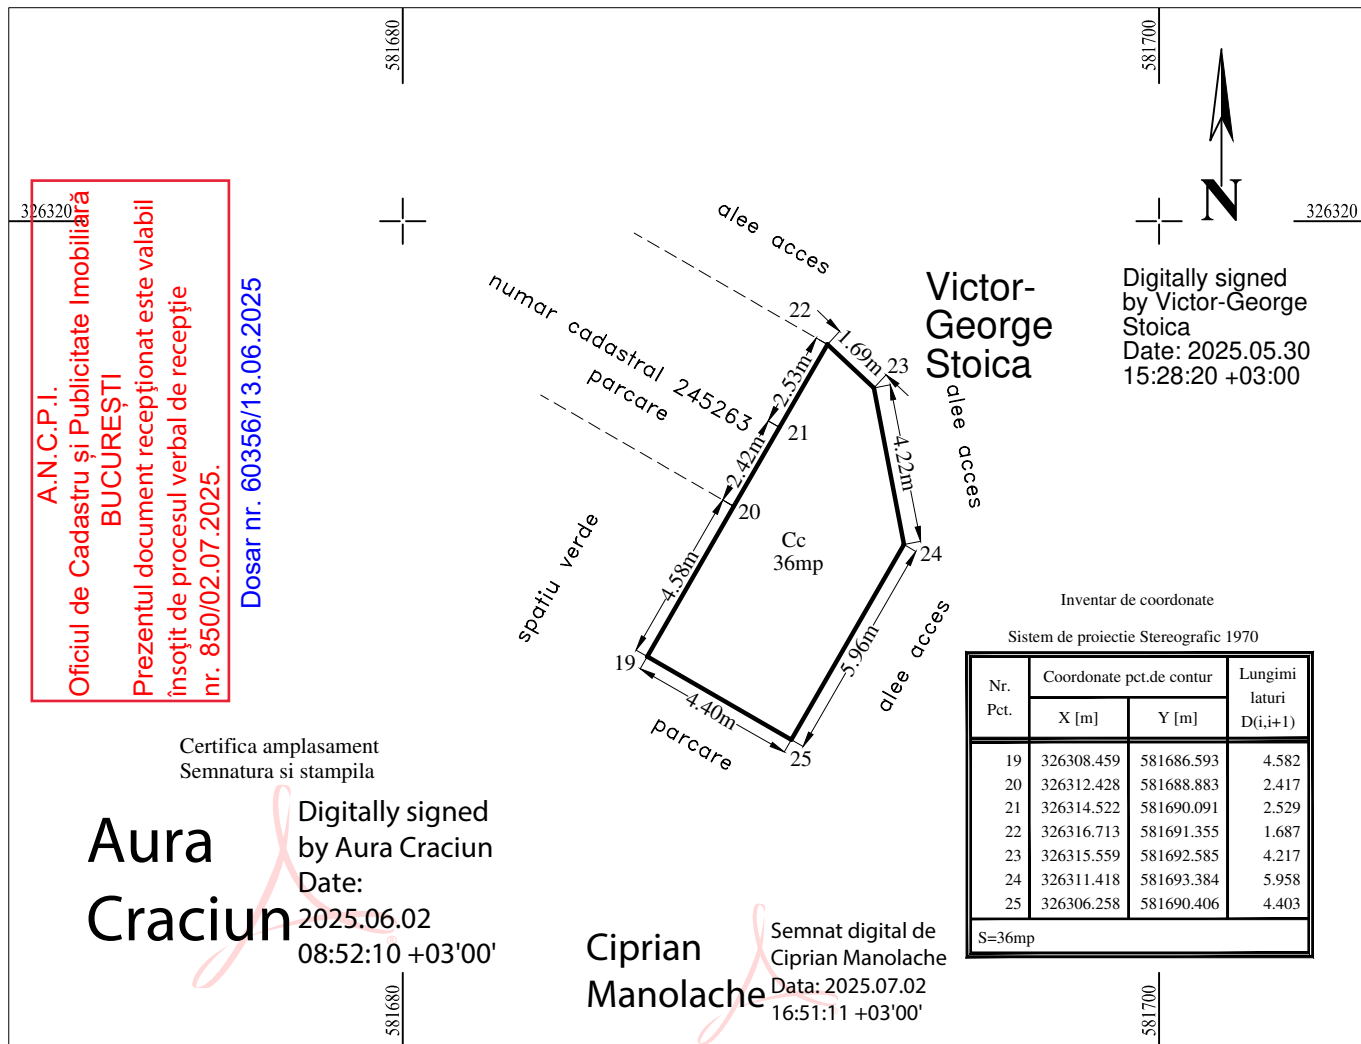 581680
581700
326320
326320
N
A.N.C.P.I.
Oficiul de Cadastru și Publicitate Imobiliară
BUCUREȘTI
Prezentul document recepţionat este valabil
însoţit de procesul verbal de recepţie
nr. 850/02.07.2025.
Dosar nr. 60356/13.06.2025
alee acces
numar cadastral 245263
parcare
22
1.69m
23
2.53m
21
2.42m
20
4.22m
alee acces
Cc
36mp
24
spatiu verde
4.58m
19
4.40m
parcare
25
5.96m
alee acces
Victor-
George
Stoica
Digitally signed
by Victor-George
Stoica
Date: 2025.05.30
15:28:20 +03:00
Inventar de coordonate
Sistem de proiectie Stereografic 1970
Nr. Pct. Coordonate pct.de contur Lungimi laturi D(i,i+1)
X [m] Y [m]
19 326308.459 581686.593 4.582
20 326312.428 581688.883 2.417
21 326314.522 581690.091 2.529
22 326316.713 581691.355 1.687
23 326315.559 581692.585 4.217
24 326311.418 581693.384 5.958
25 326306.258 581690.406 4.403
S=36mp
Certifica amplasament
Semnatura si stampila
Aura
Craciun
Digitally signed
by Aura Craciun
Date:
2025.06.02
08:52:10 +03'00'
Ciprian
Manolache
Semnat digital de
Ciprian Manolache
Data: 2025.07.02
16:51:11 +03'00'
581680
581700